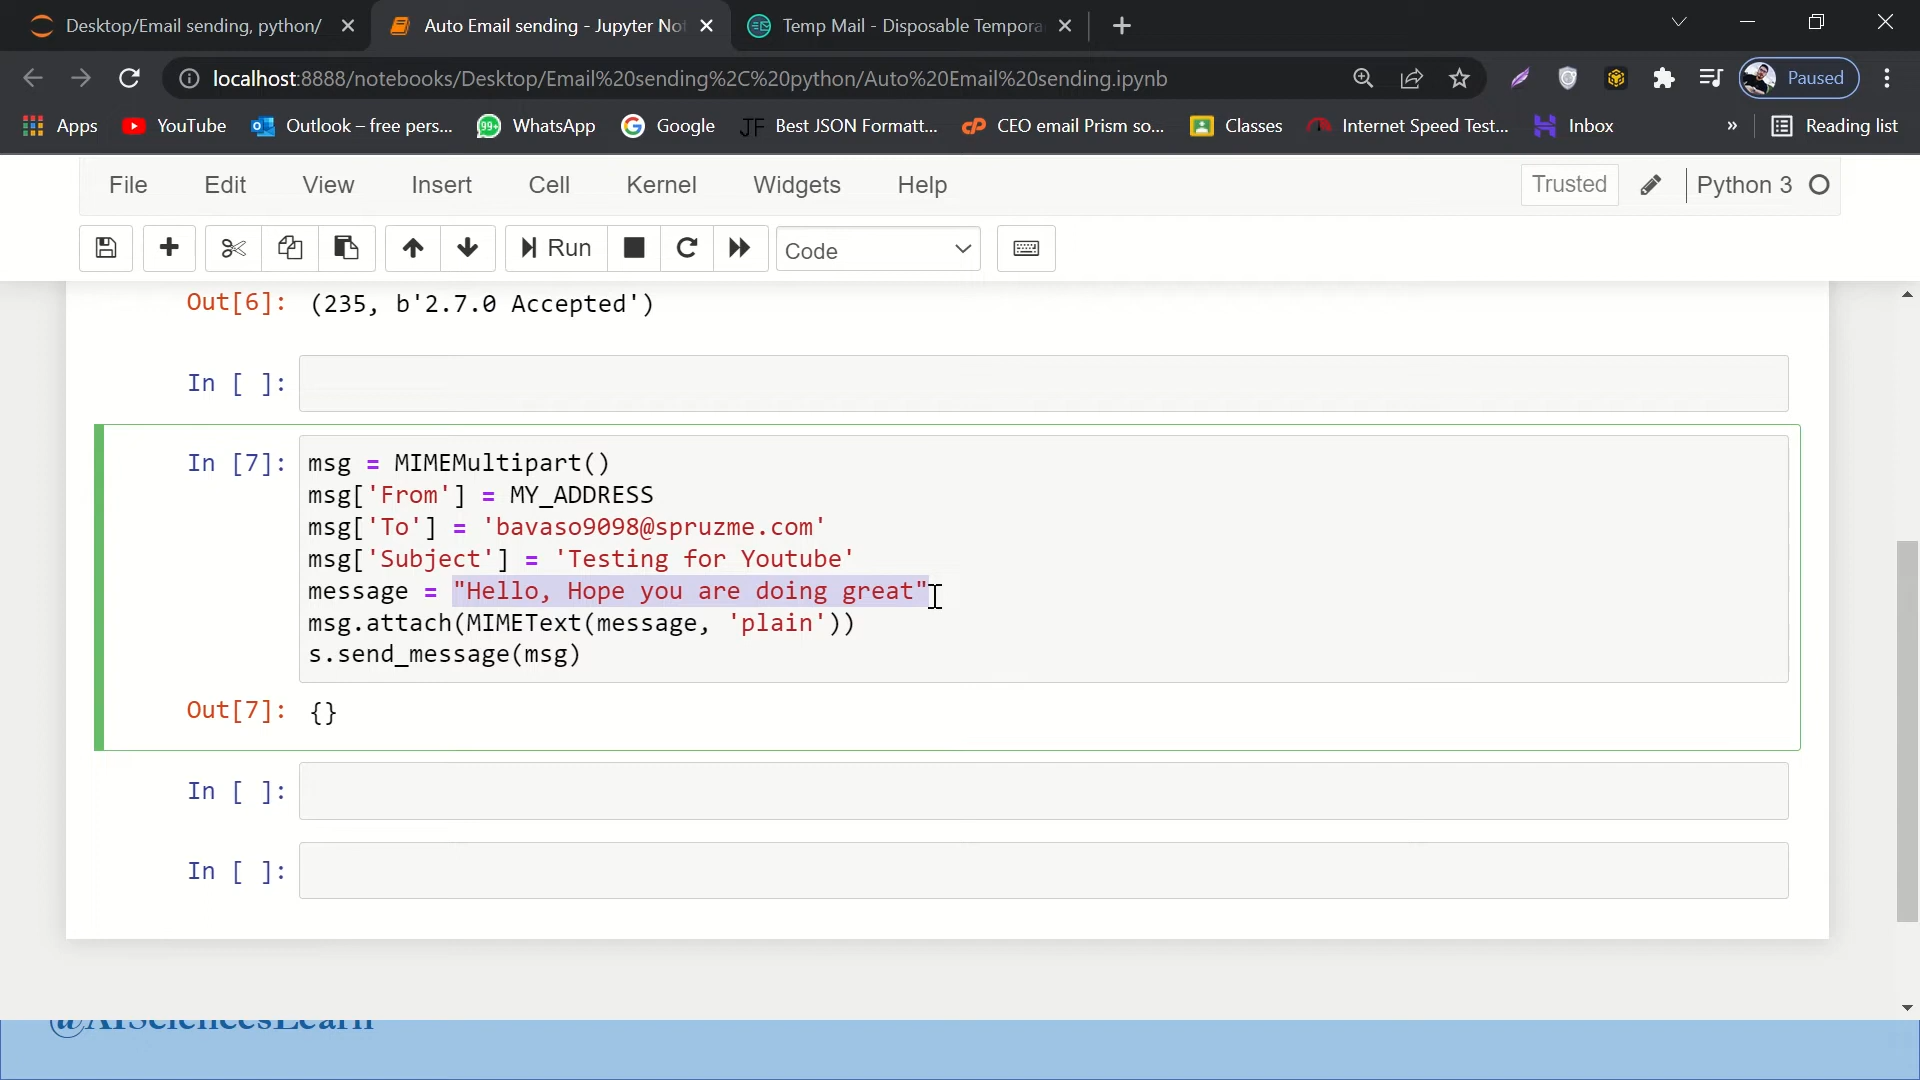 Desktop/Email sending, python/
Auto Email sending - Jupyter No
Temp Mail - Disposable Tempora
localhost:8888/notebooks/Desktop/Email%20sending%2C%20python/Auto%20Email%20sending.ipynb
Paused
Apps
YouTube
Outlook – free pers...
99+
WhatsApp
Google
JF
Best JSON Formatt...
cP
CEO email Prism so...
Classes
Internet Speed Test...
Inbox
»
Reading list
File
Edit
View
Insert
Cell
Kernel
Widgets
Help
Trusted
Python 3
Run
Code
Out[6]: (235, b'2.7.0 Accepted')
In [ ]:
In [7]: msg = MIMEMultipart()
msg['From'] = MY_ADDRESS
msg['To'] = 'bavaso9098@spruzme.com'
msg['Subject'] = 'Testing for Youtube'
message = "Hello, Hope you are doing great"
msg.attach(MIMEText(message, 'plain'))
s.send_message(msg)
Out[7]: {}
In [ ]:
In [ ]:
@AISciencesLearn